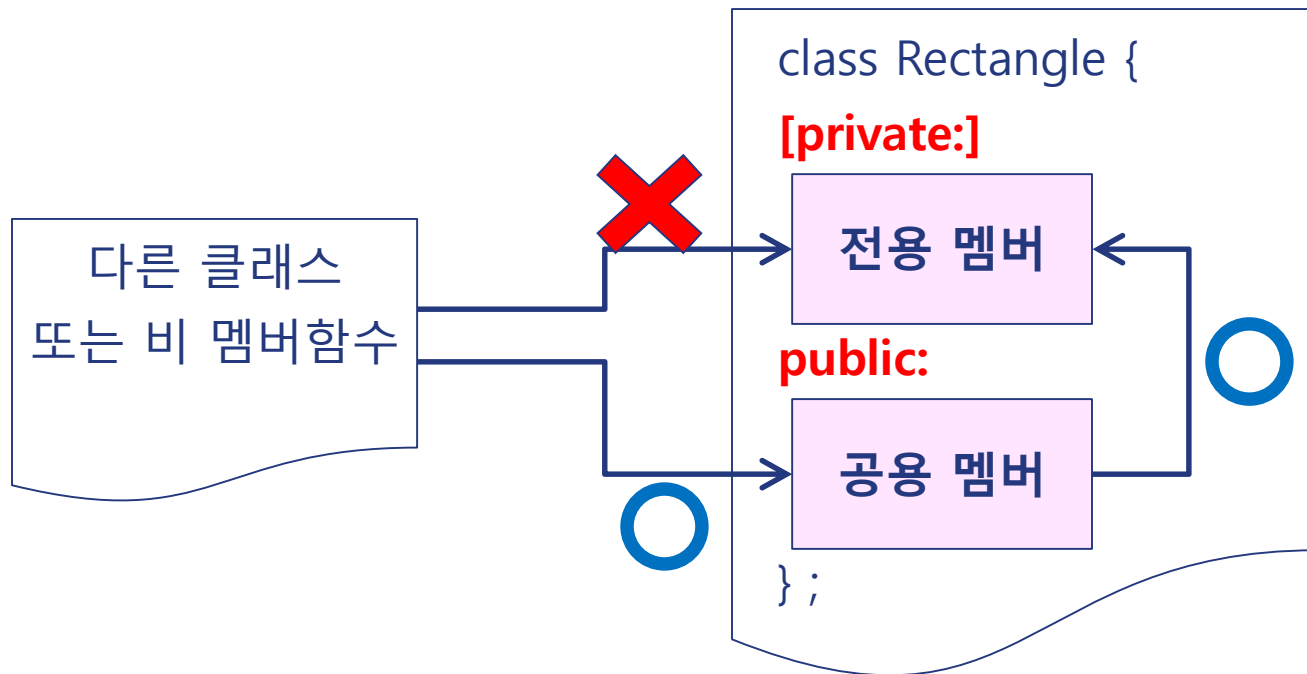 class Rectangle {
[private:]
전용 멤버
다른 클래스
또는 비 멤버함수
public:
공용 멤버
} ;